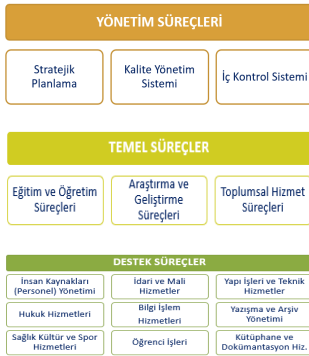 YÖNETİM SÜREÇLERİ
Stratejik
Planlama
Kalite Yönetim
Sistemi
İç Kontrol Sistemi
TEMEL SÜREÇLER
Eğitim ve Öğretim
Süreçleri
Araştırma ve
Geliştirme
Süreçleri
Toplumsal Hizmet
Süreçleri
DESTEK SÜREÇLER
İnsan Kaynakları
(Personel) Yönetimi
İdari ve Mali
Hizmetler
Yapı İşleri ve Teknik
Hizmetler
Hukuk Hizmetleri
Bilgi İşlem
Hizmetleri
Yazışma ve Arşiv
Yönetimi
Sağlık Kültür ve Spor
Hizmetleri
Öğrenci İşleri
Kütüphane ve
Dokümantasyon Hiz.